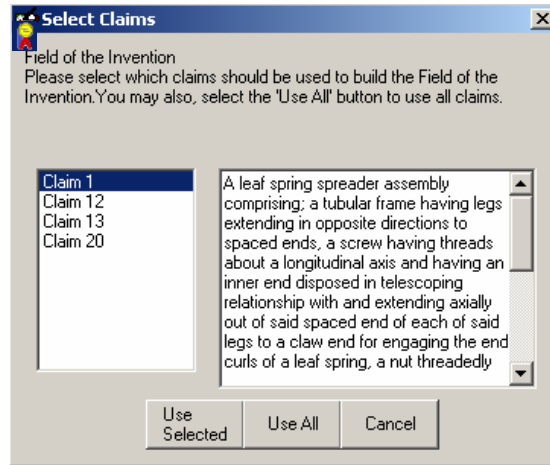 Select Claims
Field of the Invention
Please select which claims should be used to build the Field of the
Invention.You may also, select the 'Use All' button to use all claims.
Claim 1
Claim 12
Claim 13
Claim 20
A leaf spring spreader assembly
comprising; a tubular frame having legs
extending in opposite directions to
spaced ends, a screw having threads
about a longitudinal axis and having an
inner end disposed in telescoping
relationship with and extending axially
out of said spaced end of each of said
legs to a claw end for engaging the end
curls of a leaf spring, a nut threadedly
Use
Selected
Use All
Cancel